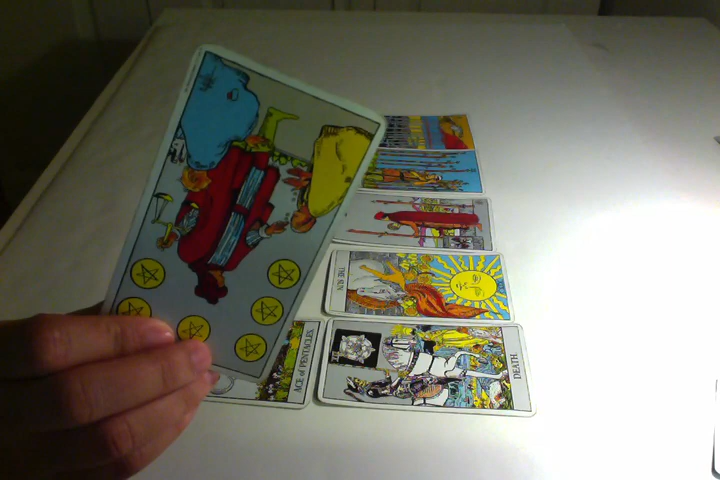 THE SUN
ACE of PENTACLES.
DEATH.